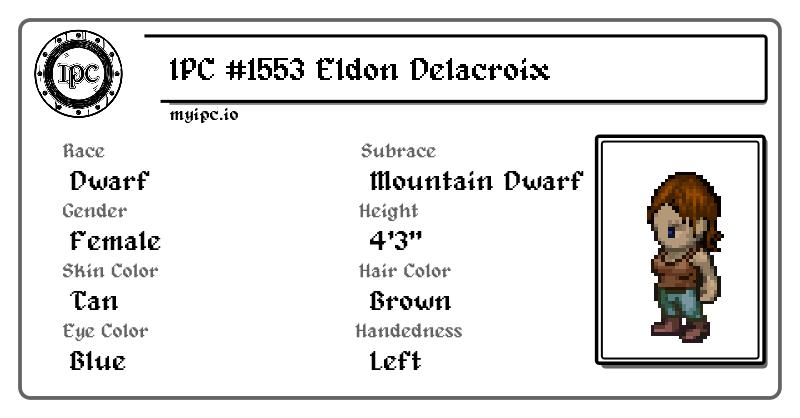 IPC
IPC #1553 Eldon Delacroix
myipc.io
Race
Dwarf
Subrace
Mountain Dwarf
Gender
Female
Height
4'3"
Skin Color
Tan
Hair Color
Brown
Eye Color
Blue
Handedness
Left